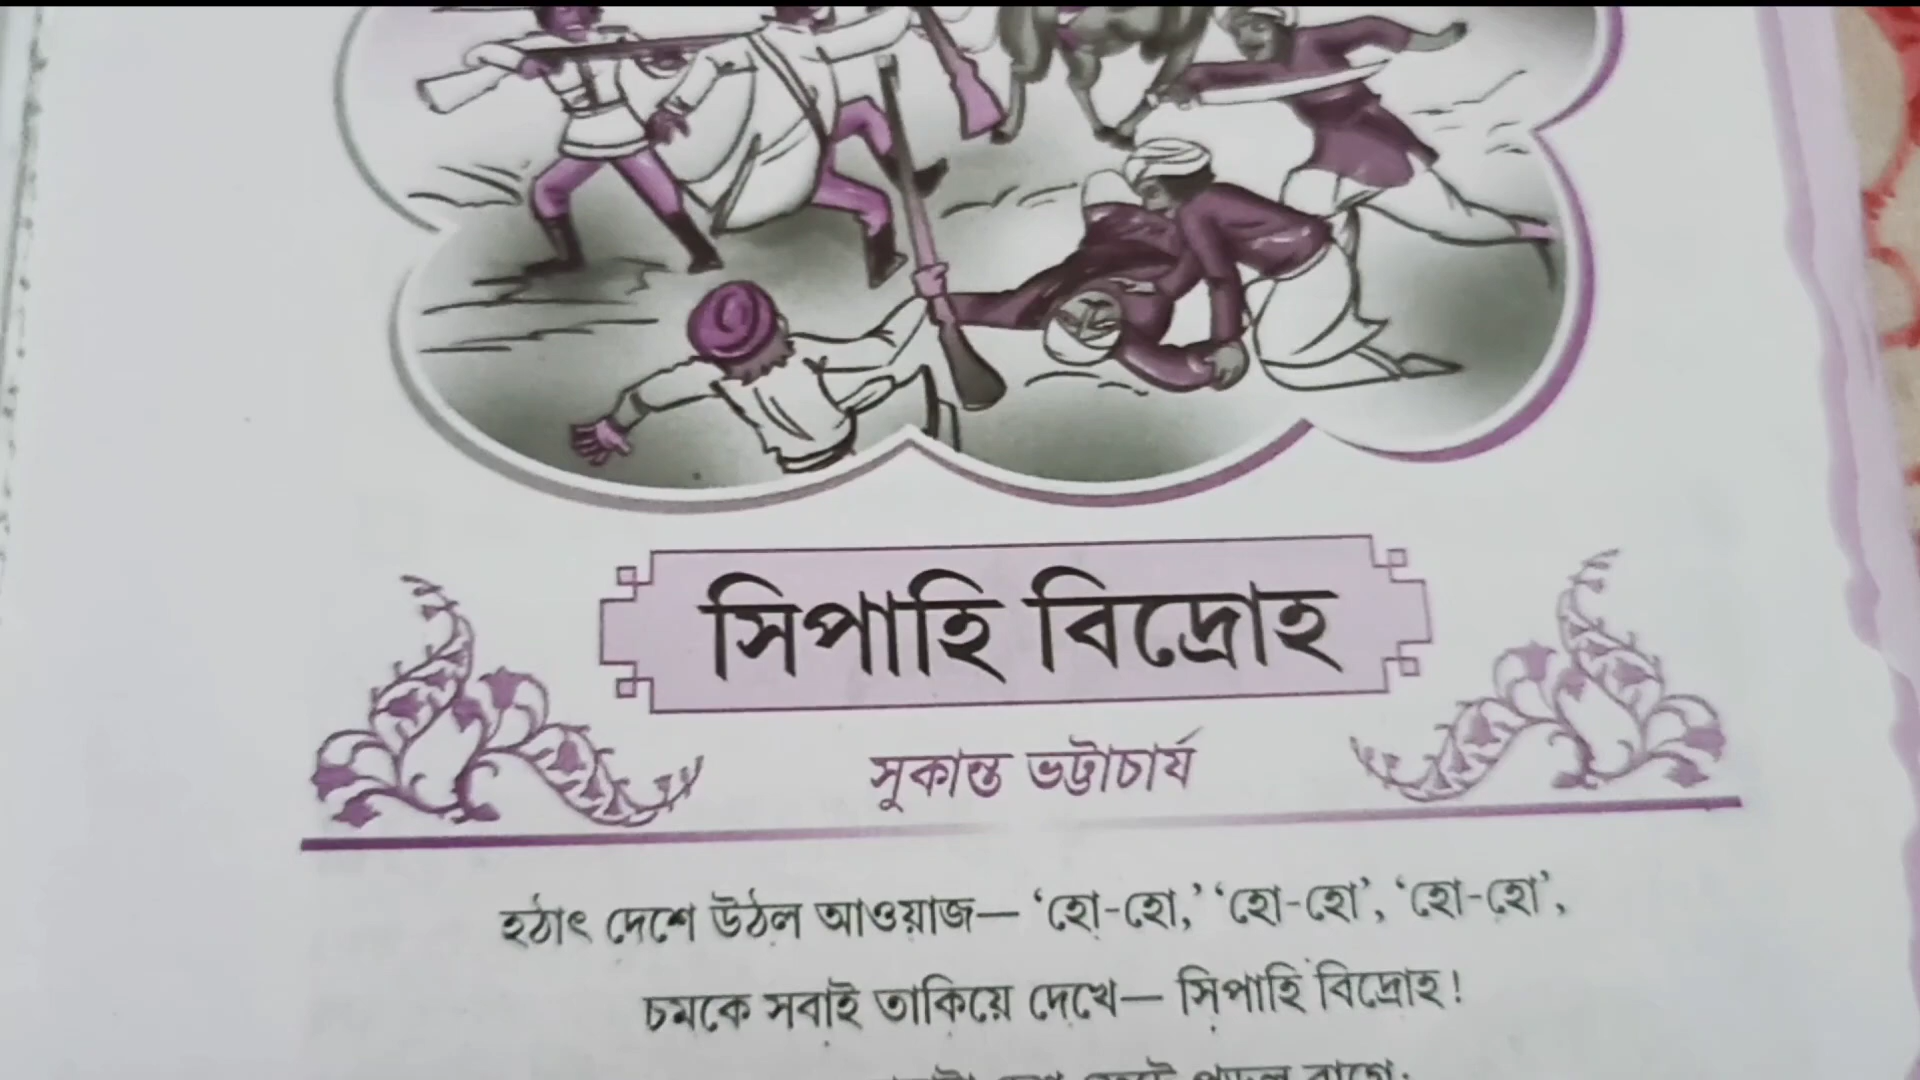 সিপাহি বিদ্রোহ
সুকান্ত ভট্টাচার্য
হঠাৎ দেশে উঠল আওয়াজ— ‘হো-হো,’ ‘হো-হো’, ‘হো-হো’,
চমকে সবাই তাকিয়ে দেখে— সিপাহি বিদ্রোহ!